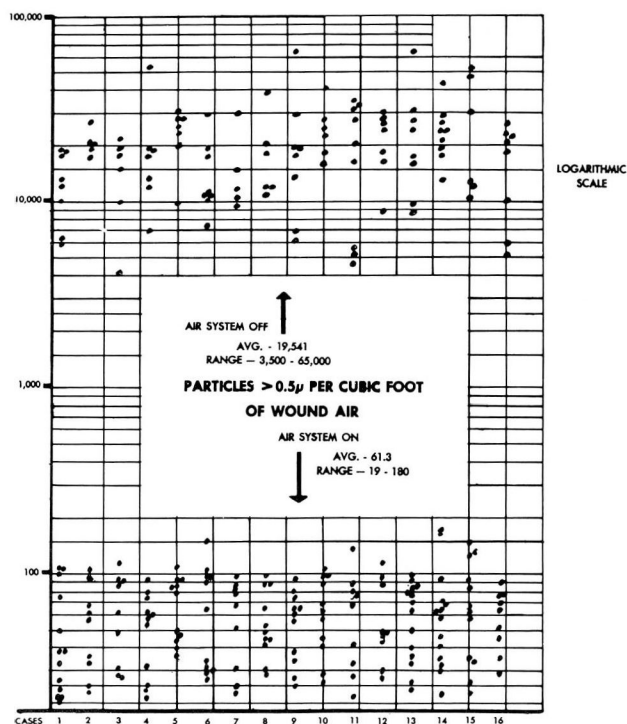 100,000
LOGARITHMIC
SCALE
10,000
AIR SYSTEM OFF
AVG. - 19,541
RANGE — 3,500 - 65,000
1,000
PARTICLES > 0.5μ PER CUBIC FOOT
OF WOUND AIR
AIR SYSTEM ON
AVG. - 61.3
RANGE - 19 - 180
100
CASES 1 2 3 4 5 6 7 8 9 10 11 12 13 14 15 16